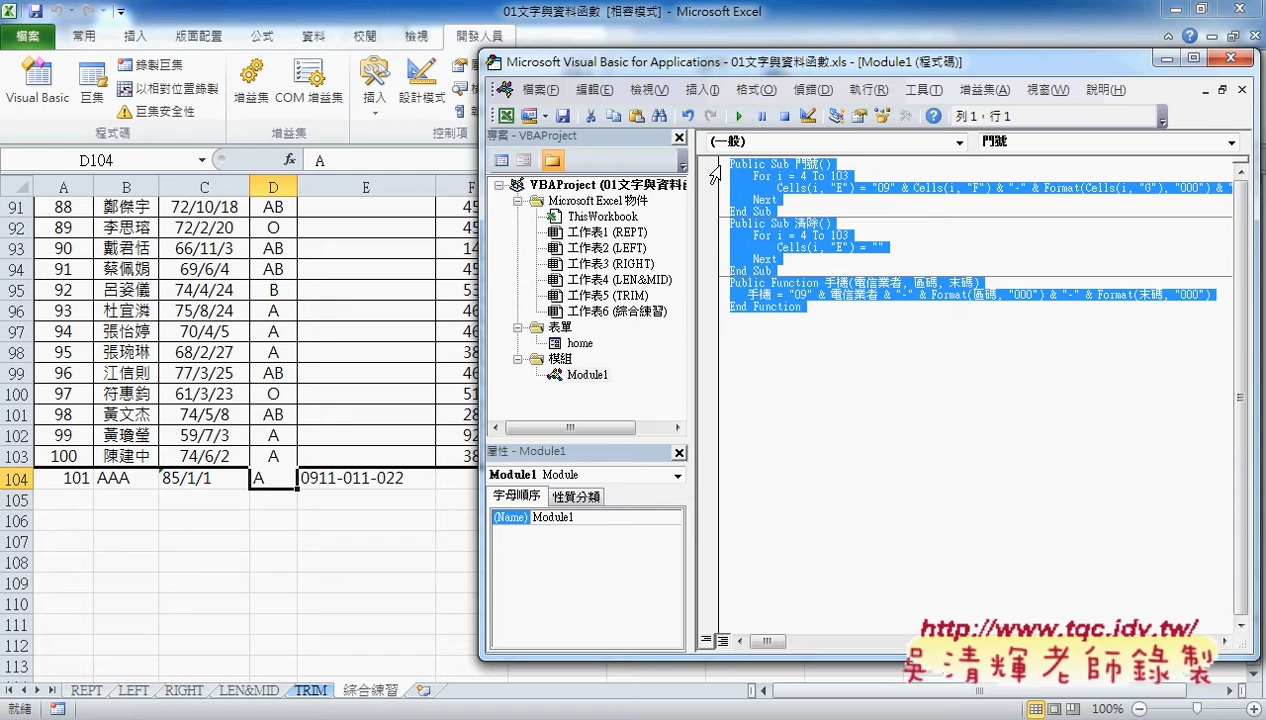 01文字與資料函數 [相容模式] - Microsoft Excel
檔案 常用 插入 版面配置 公式 資料 校閱 檢視 開發人員
Visual Basic 巨集 錄製巨集 以相對位置錄製 巨集安全性 增益集 COM 增益集 插入 設計模式
程式碼 增益集 控制項
D104 fx A
A B C D E F
91 88 鄭傑宇 72/10/18 AB 45
92 89 李思瑢 72/2/20 O 45
93 90 戴君恬 66/11/3 AB 14
94 91 蔡佩娟 69/6/4 AB 45
95 92 呂姿儀 74/4/24 B 53
96 93 杜宜潾 75/8/24 A 46
97 94 張怡婷 70/4/5 A 46
98 95 張琬琳 68/2/27 A 38
99 96 江信則 77/3/25 AB 46
100 97 符惠鈞 61/3/23 O 51
101 98 黃文杰 74/5/8 AB 28
102 99 黃瓊瑩 59/7/3 A 92
103 100 陳建中 74/6/2 A 38
104 101 AAA 85/1/1 A 0911-011-022
105
106
107
108
109
110
111
112
113
REPT LEFT RIGHT LEN&MID TRIM 綜合練習
就緒 100%
Microsoft Visual Basic for Applications - 01文字與資料函數.xls - [Module1 (程式碼)]
檔案(F) 編輯(E) 檢視(V) 插入(I) 格式(O) 偵錯(D) 執行(R) 工具(T) 增益集(A) 視窗(W) 說明(H)
列 1，行 1
專案 - VBAProject
VBAProject (01文字與資料函
Microsoft Excel 物件
ThisWorkbook
工作表1 (REPT)
工作表2 (LEFT)
工作表3 (RIGHT)
工作表4 (LEN&MID)
工作表5 (TRIM)
工作表6 (綜合練習)
表單
home
模組
Module1
屬性 - Module1
Module1 Module
字母順序 性質分類
(Name) Module1
(一般) 門號
Public Sub 門號()
For i = 4 To 103
Cells(i, "E") = "09" & Cells(i, "F") & "-" & Format(Cells(i, "G"), "000") & "
Next
End Sub
Public Sub 清除()
For i = 4 To 103
Cells(i, "E") = ""
Next
End Sub
Public Function 手機(電信業者, 區碼, 末碼)
手機 = "09" & 電信業者 & "-" & Format(區碼, "000") & "-" & Format(末碼, "000")
End Function
http://www.tqc.idv.tw/
吳清輝老師錄製